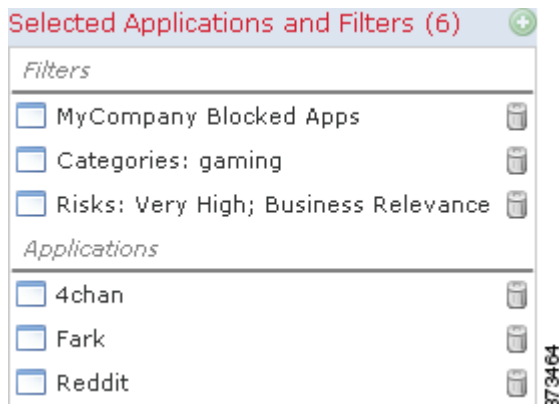 Selected Applications and Filters (6)
Filters
MyCompany Blocked Apps
Categories: gaming
Risks: Very High; Business Relevance
Applications
4chan
Fark
Reddit
373464